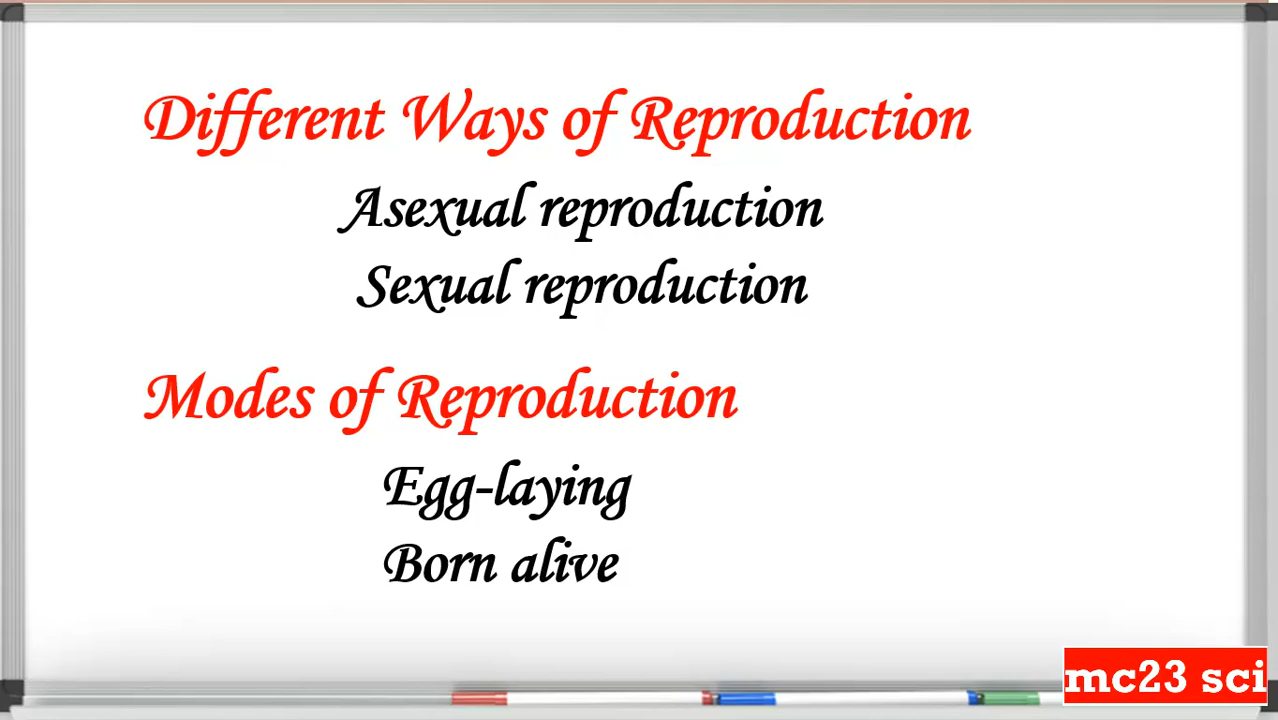 Different Ways of Reproduction
Asexual reproduction
Sexual reproduction
Modes of Reproduction
Egg-laying
Born alive
mc23 sci